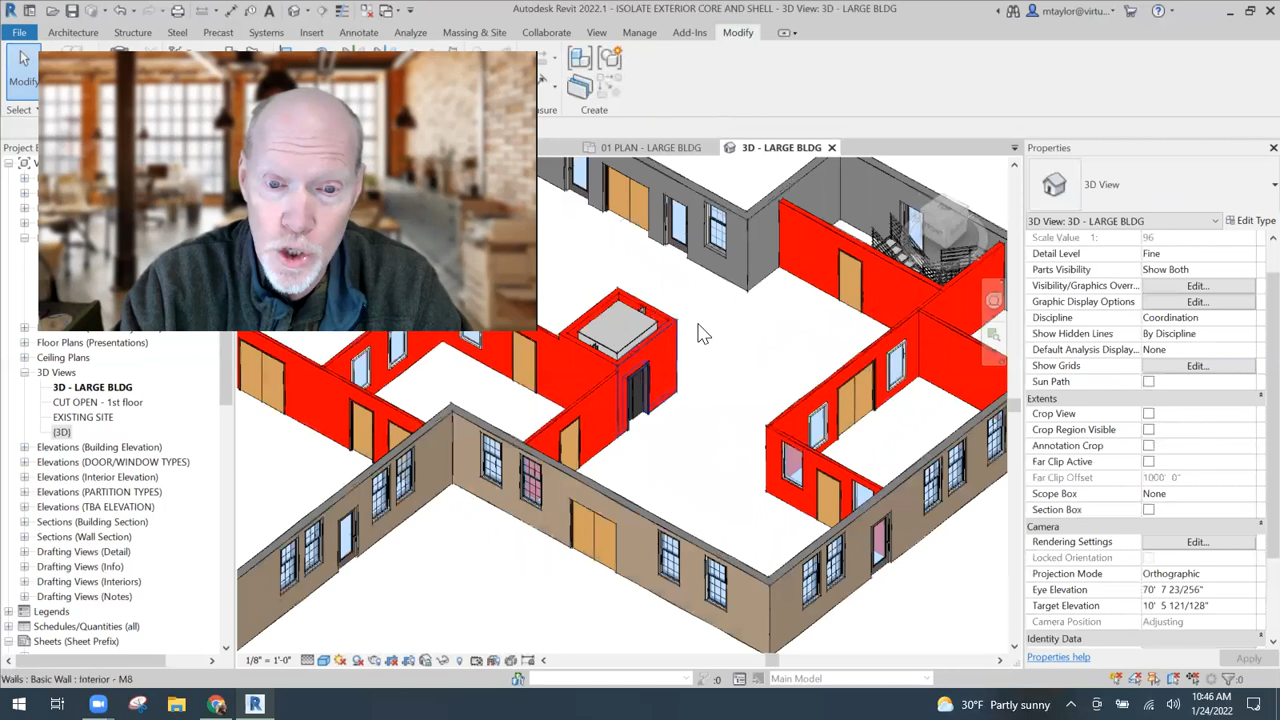 Autodesk Revit 2022.1 - ISOLATE EXTERIOR CORE AND SHELL - 3D View: 3D - LARGE BLDG
mtaylor@virtu...
File Architecture Structure Steel Precast Systems Insert Annotate Analyze Massing & Site Collaborate View Manage Add-Ins Modify
Modify
Select
Create
Project B
01 PLAN - LARGE BLDG
3D - LARGE BLDG
Floor Plans (Presentations)
Ceiling Plans
3D Views
3D - LARGE BLDG
CUT OPEN - 1st floor
EXISTING SITE
{3D}
Elevations (Building Elevation)
Elevations (DOOR/WINDOW TYPES)
Elevations (Interior Elevation)
Elevations (PARTITION TYPES)
Elevations (TBA ELEVATION)
Sections (Building Section)
Sections (Wall Section)
Drafting Views (Detail)
Drafting Views (Info)
Drafting Views (Interiors)
Drafting Views (Notes)
Legends
Schedules/Quantities (all)
Sheets (Sheet Prefix)
Properties
3D View
3D View: 3D - LARGE BLDG
Edit Type
Scale Value 1: 96
Detail Level Fine
Parts Visibility Show Both
Visibility/Graphics Overr... Edit...
Graphic Display Options Edit...
Discipline Coordination
Show Hidden Lines By Discipline
Default Analysis Display... None
Show Grids Edit...
Sun Path
Extents
Crop View
Crop Region Visible
Annotation Crop
Far Clip Active
Far Clip Offset 1000' 0"
Scope Box None
Section Box
Camera
Rendering Settings Edit...
Locked Orientation
Projection Mode Orthographic
Eye Elevation 70' 7 23/256"
Target Elevation 10' 5 121/128"
Camera Position Adjusting
Identity Data
Properties help
Apply
1/8" = 1'-0"
Walls : Basic Wall : Interior - M8
:0
Main Model
:0
30°F Partly sunny
10:46 AM
1/24/2022